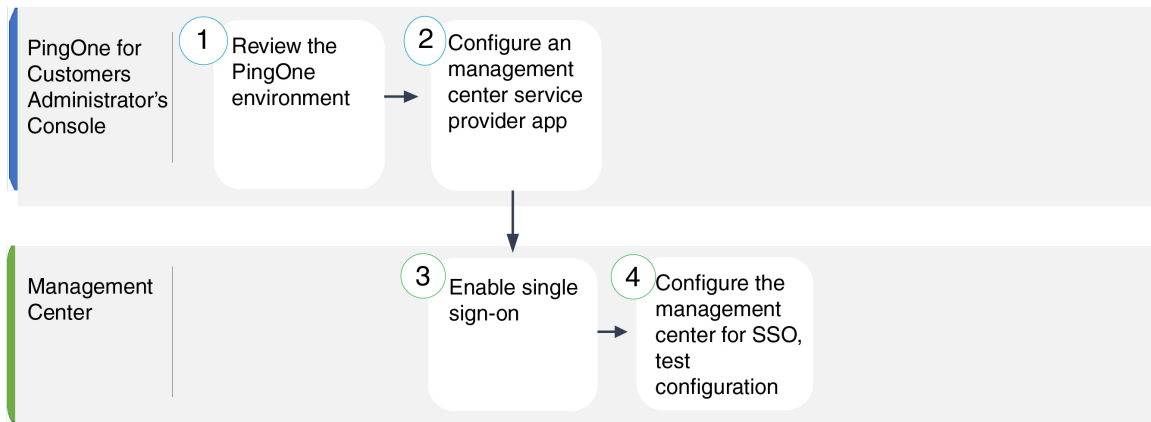 PingOne for
Customers
Administrator's
Console
1
Review the
PingOne
environment
2
Configure an
management
center service
provider app
Management
Center
3
Enable single
sign-on
4
Configure the
management
center for SSO,
test
configuration